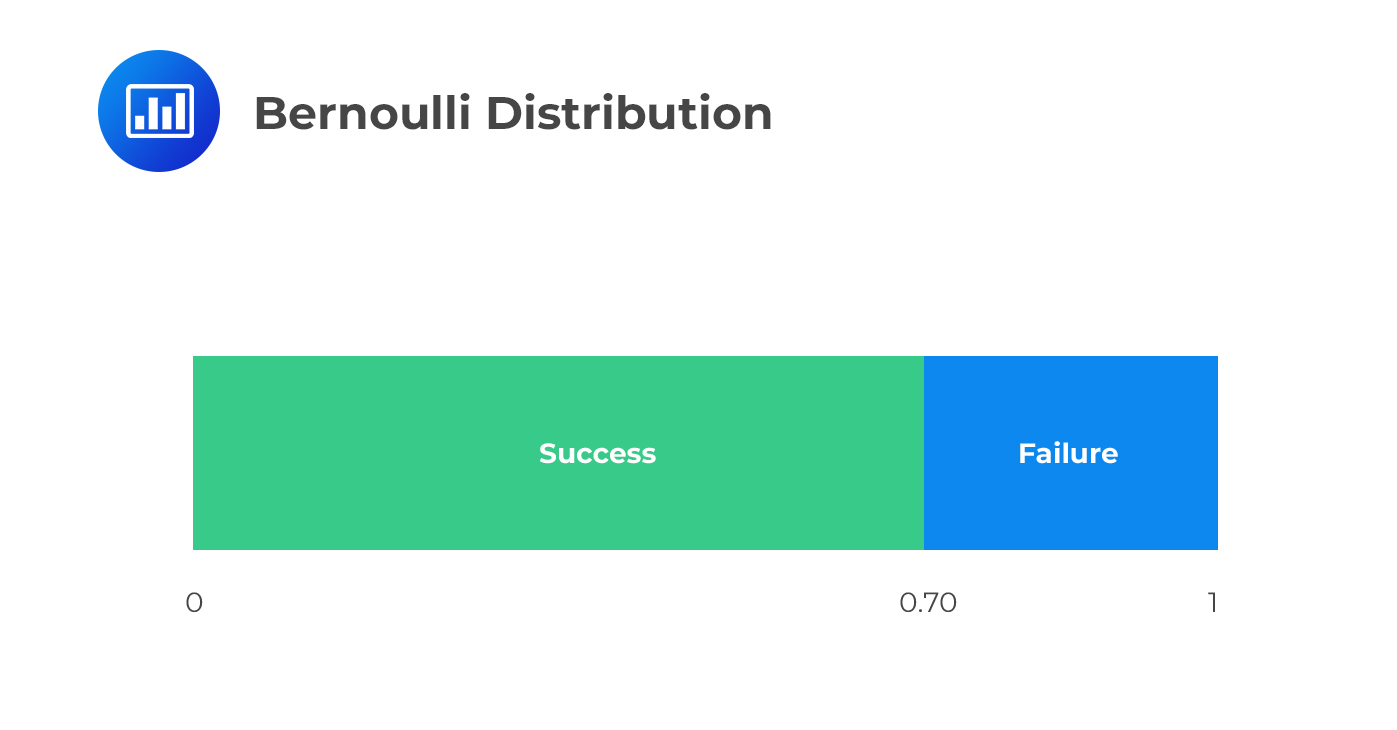 Bernoulli Distribution
Success Failure
0 0.70 1